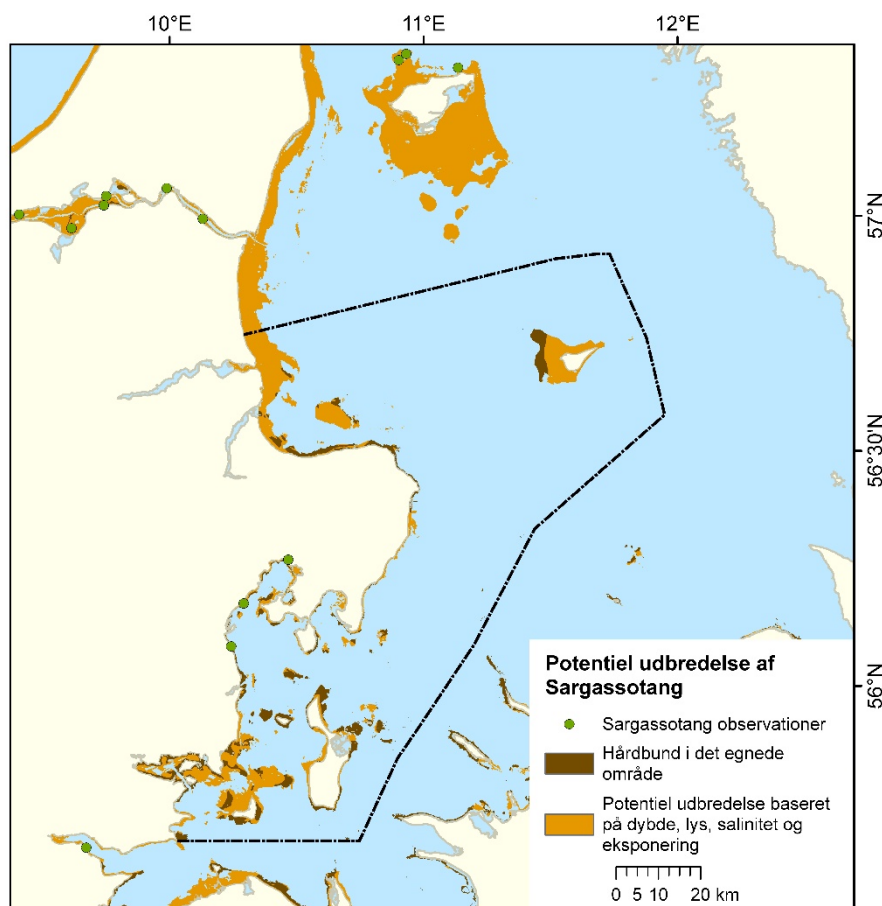 10°E
11°E
12°E
57°N
56°30'N
56°N
Potentiel udbredelse af
Sargassotang
Sargassotang observationer
Hårdbund i det egnede
område
Potentiel udbredelse baseret
på dybde, lys, salinitet og
eksponering
0 5 10 20 km